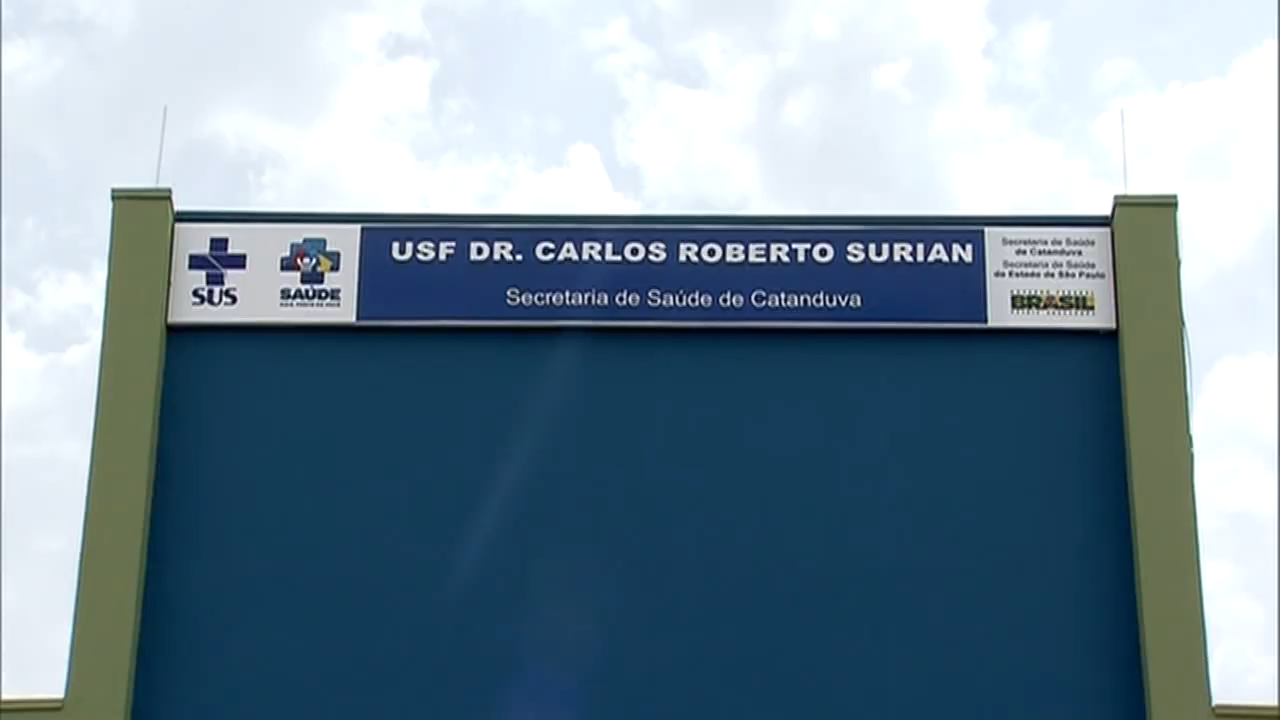 SUS
SAÚDE
USF DR. CARLOS ROBERTO SURIAN
Secretaria de Saúde de Catanduva
Secretaria de Saúde
de Catanduva
Secretaria de Saúde
do Estado de São Paulo
BRASIL